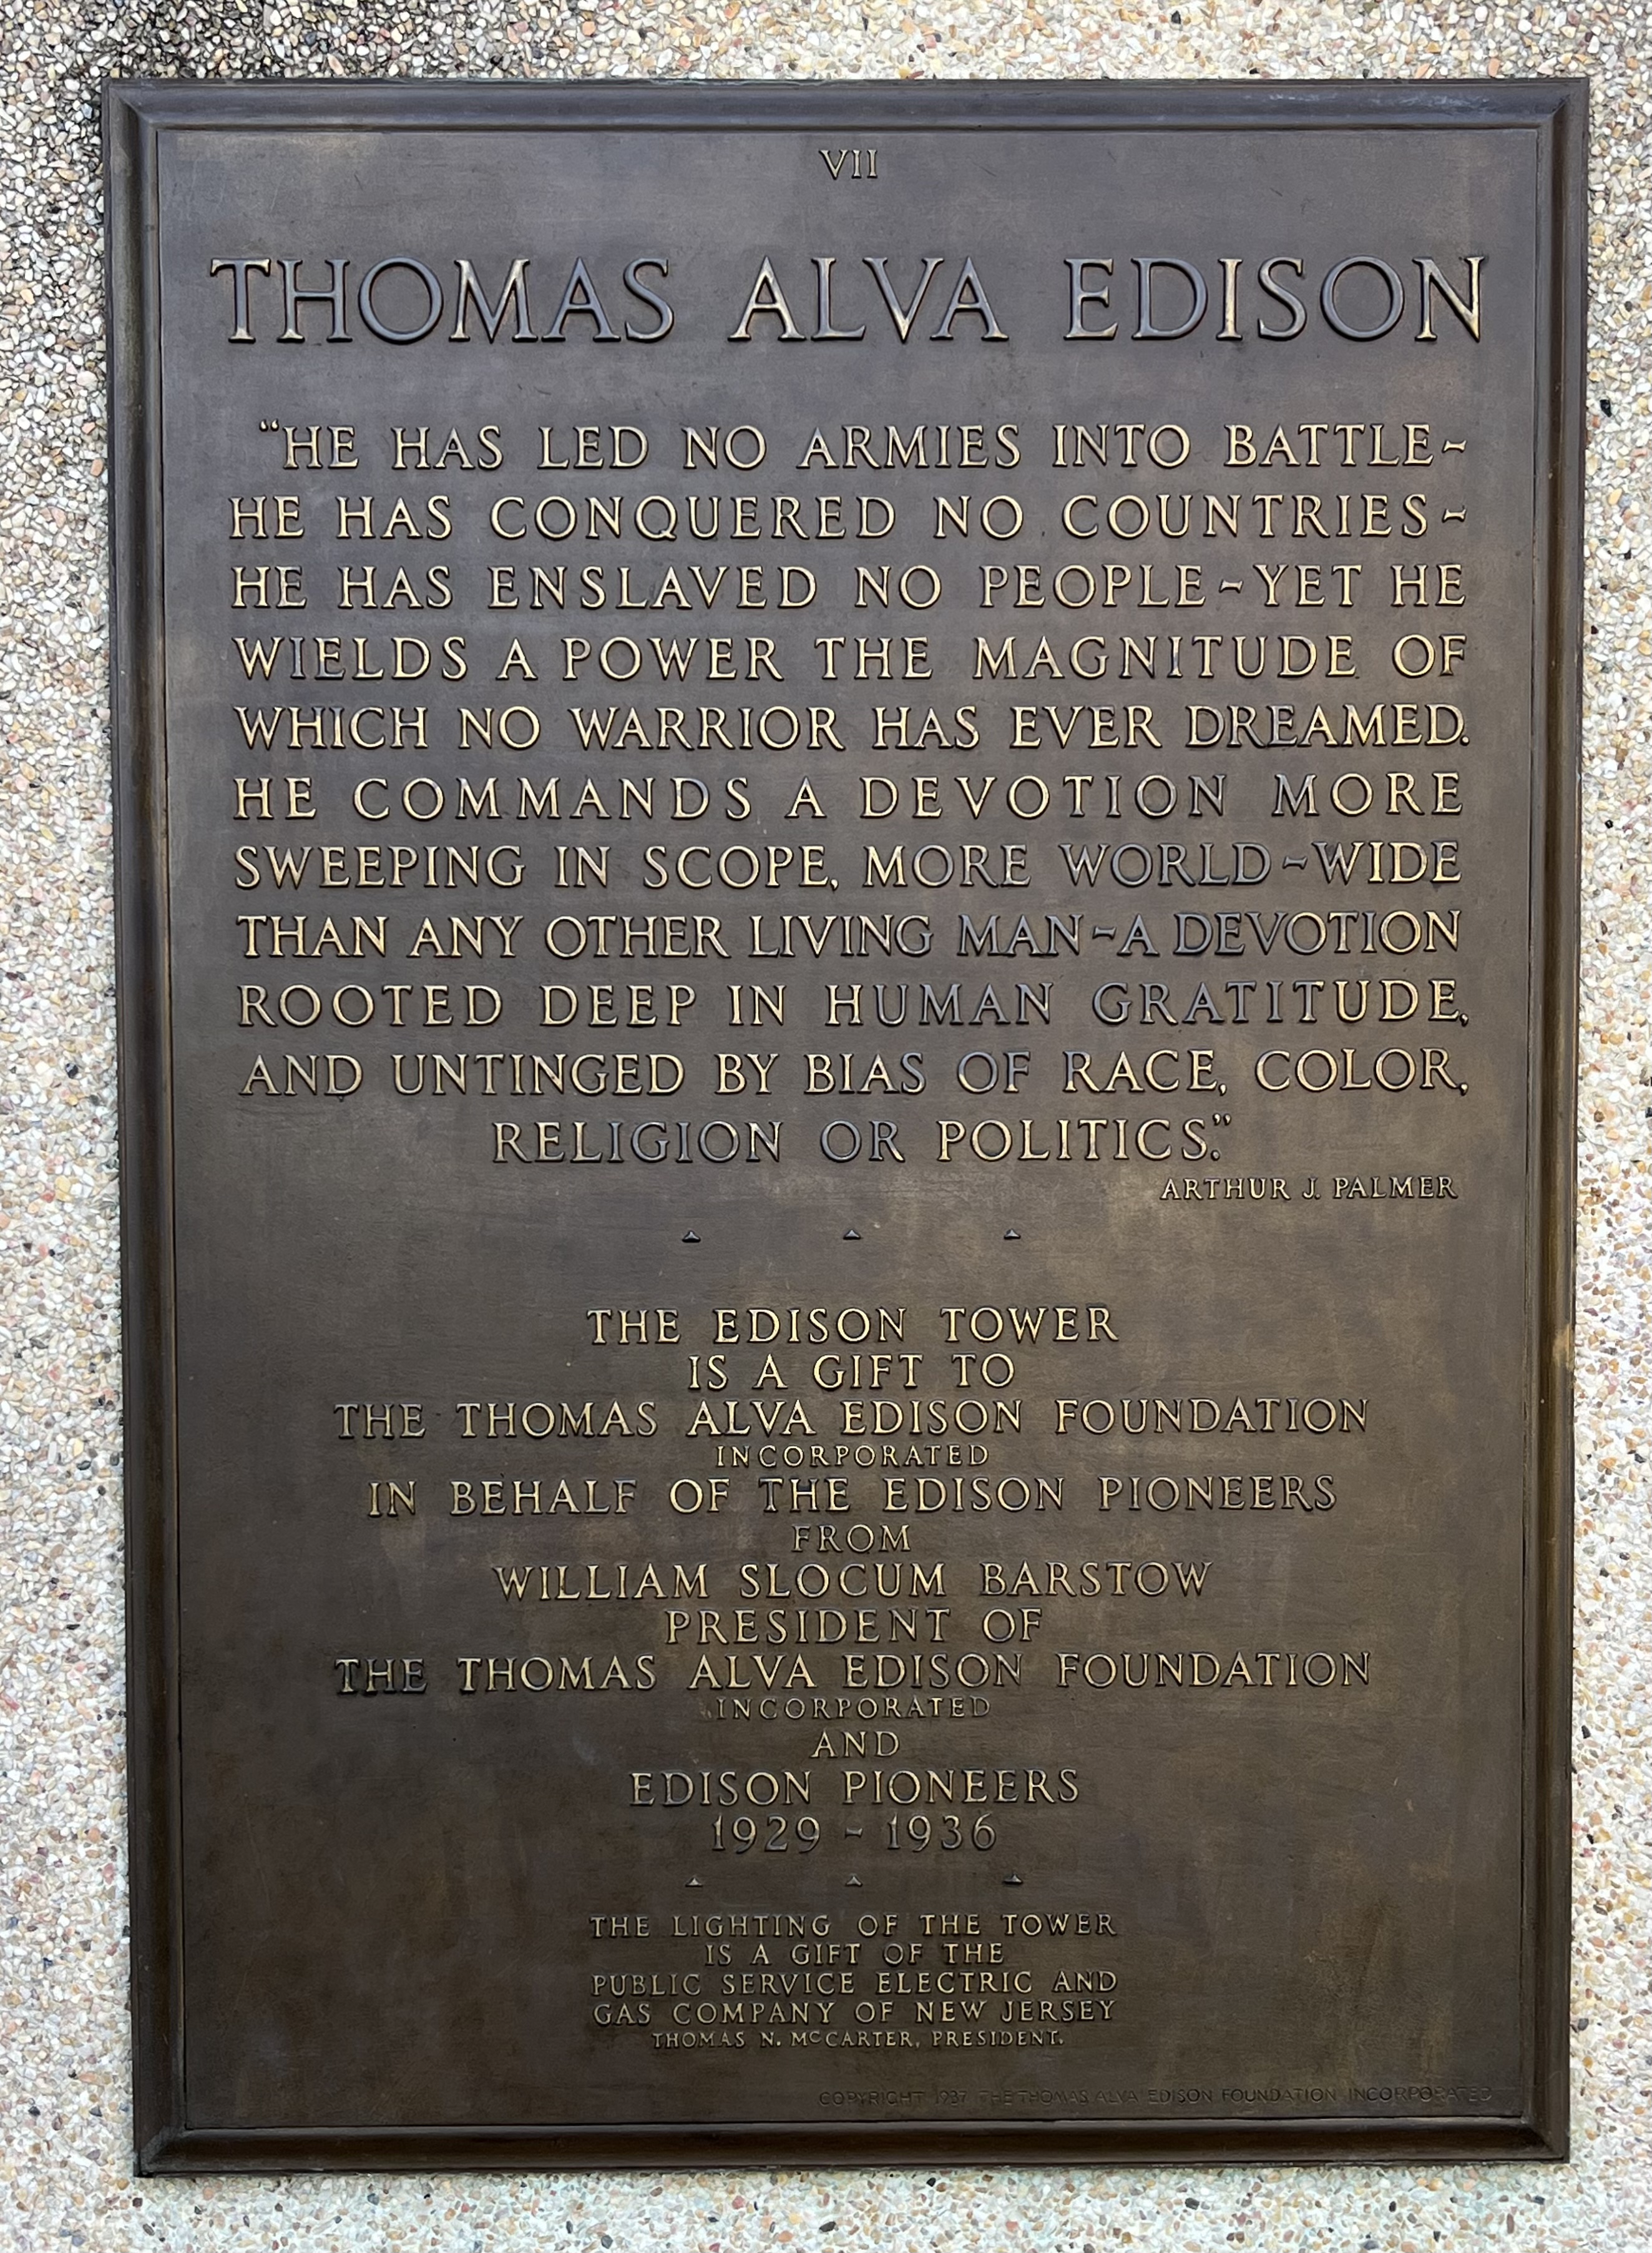 VII
THOMAS ALVA EDISON
“HE HAS LED NO ARMIES INTO BATTLE-
HE HAS CONQUERED NO COUNTRIES-
HE HAS ENSLAVED NO PEOPLE-YET HE
WIELDS A POWER THE MAGNITUDE OF
WHICH NO WARRIOR HAS EVER DREAMED.
HE COMMANDS A DEVOTION MORE
SWEEPING IN SCOPE, MORE WORLD-WIDE
THAN ANY OTHER LIVING MAN-A DEVOTION
ROOTED DEEP IN HUMAN GRATITUDE,
AND UNTINGED BY BIAS OF RACE, COLOR,
RELIGION OR POLITICS.”
ARTHUR J. PALMER
THE EDISON TOWER
IS A GIFT TO
THE THOMAS ALVA EDISON FOUNDATION
INCORPORATED
IN BEHALF OF THE EDISON PIONEERS
FROM
WILLIAM SLOCUM BARSTOW
PRESIDENT OF
THE THOMAS ALVA EDISON FOUNDATION
INCORPORATED
AND
EDISON PIONEERS
1929 - 1936
THE LIGHTING OF THE TOWER
IS A GIFT OF THE
PUBLIC SERVICE ELECTRIC AND
GAS COMPANY OF NEW JERSEY
THOMAS N. McCARTER, PRESIDENT.
COPYRIGHT 1937 THE THOMAS ALVA EDISON FOUNDATION INCORPORATED